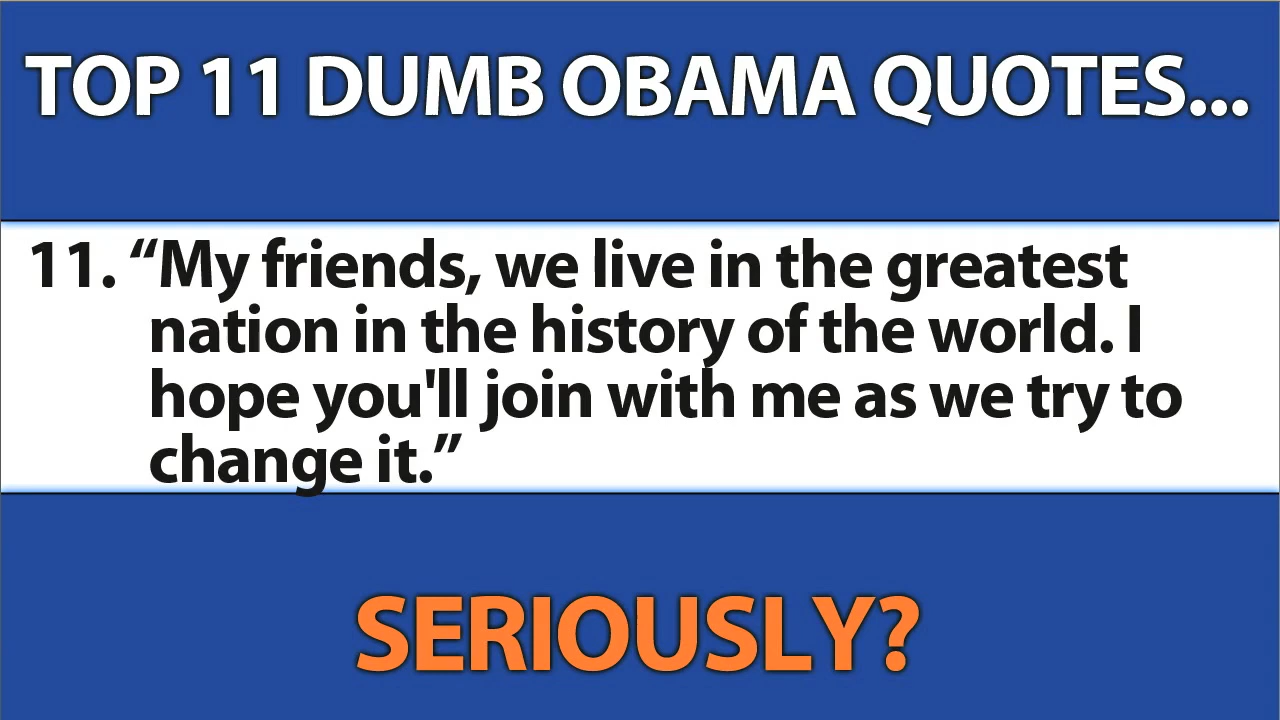 TOP 11 DUMB OBAMA QUOTES...
11. “My friends, we live in the greatest
nation in the history of the world. I
hope you'll join with me as we try to
change it.”
SERIOUSLY?